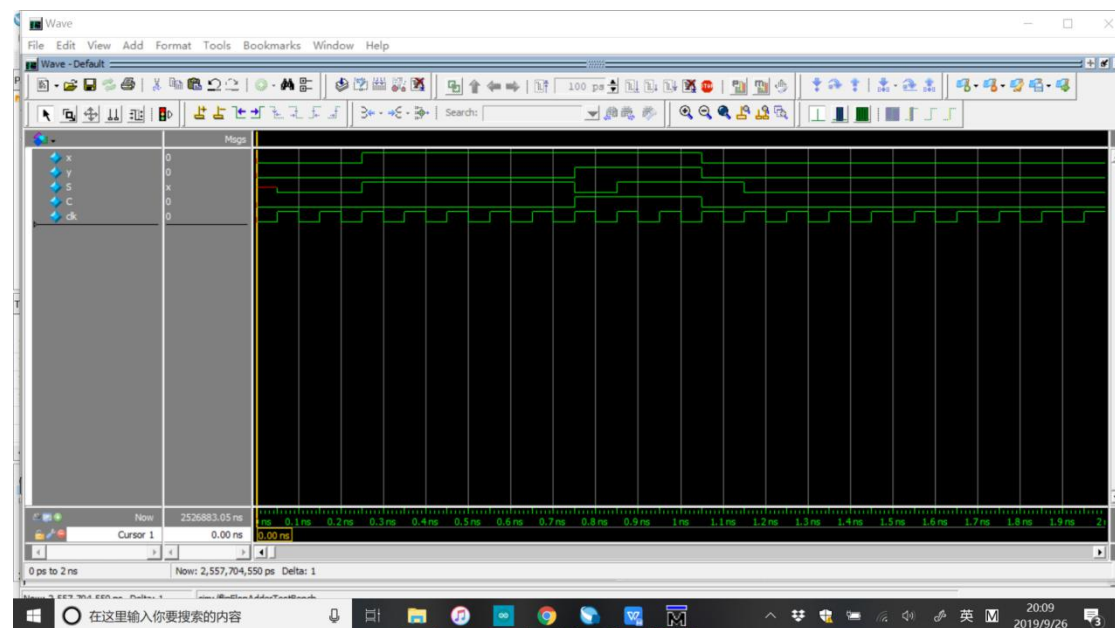 Wave
File Edit View Add Format Tools Bookmarks Window Help
Wave - Default
100 ps
Search:
Msgs
x 0
y 0
S x
C 0
clk 0
Now 2526883.05 ns
ns 0.1 ns 0.2 ns 0.3 ns 0.4 ns 0.5 ns 0.6 ns 0.7 ns 0.8 ns 0.9 ns 1 ns 1.1 ns 1.2 ns 1.3 ns 1.4 ns 1.5 ns 1.6 ns 1.7 ns 1.8 ns 1.9 ns 2
Cursor 1 0.00 ns 0.00 ns
0 ps to 2 ns Now: 2,557,704,550 ps Delta: 1
在这里输入你要搜索的内容
英
20:09
2019/9/26